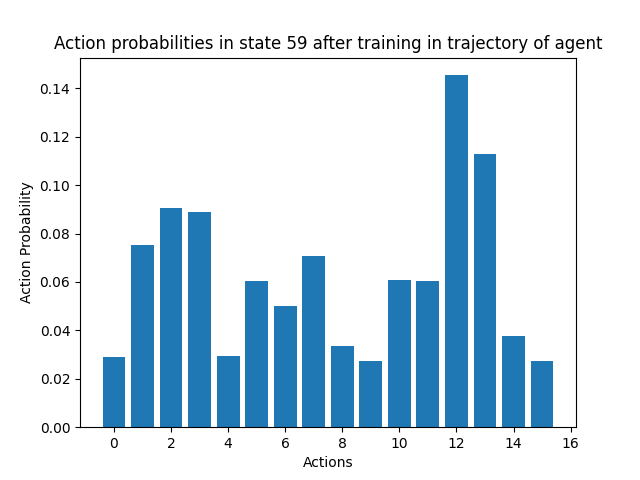 Action probabilities in state 59 after training in trajectory of agent
0.14
0.12
0.10
0.08
0.06
0.04
0.02
0.00
Action Probability
0 2 4 6 8 10 12 14 16
Actions